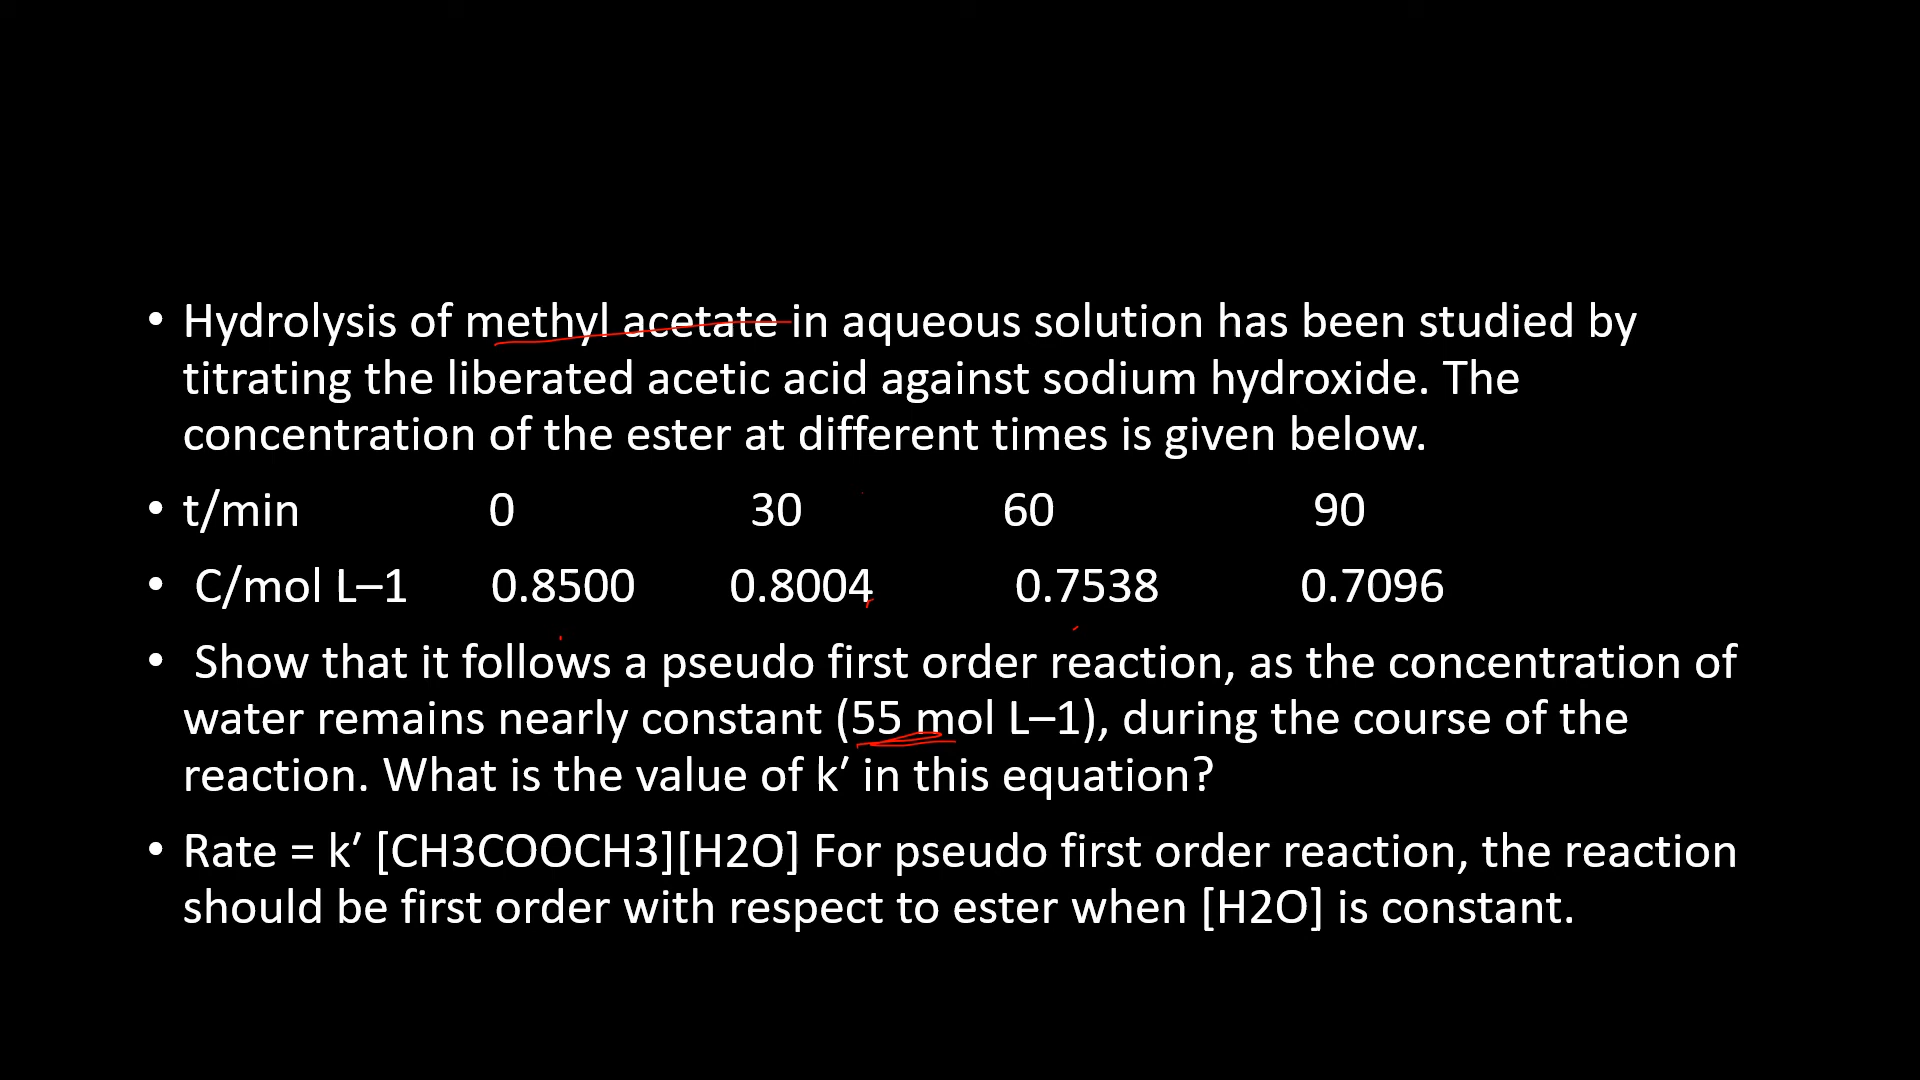 • Hydrolysis of methyl acetate in aqueous solution has been studied by
titrating the liberated acetic acid against sodium hydroxide. The
concentration of the ester at different times is given below.
• t/min 0 30 60 90
• C/mol L–1 0.8500 0.8004 0.7538 0.7096
• Show that it follows a pseudo first order reaction, as the concentration of
water remains nearly constant (55 mol L–1), during the course of the
reaction. What is the value of k′ in this equation?
• Rate = k′ [CH3COOCH3][H2O] For pseudo first order reaction, the reaction
should be first order with respect to ester when [H2O] is constant.